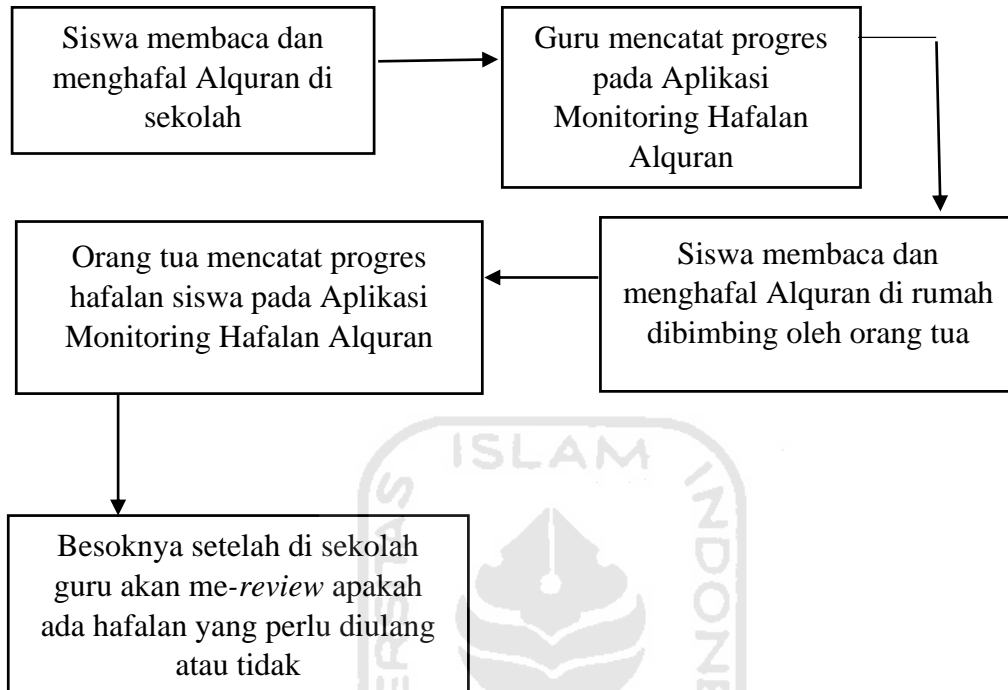 Siswa membaca dan
menghafal Alquran di
sekolah
Guru mencatat progres
pada Aplikasi
Monitoring Hafalan
Alquran
Siswa membaca dan
menghafal Alquran di rumah
dibimbing oleh orang tua
Orang tua mencatat progres
hafalan siswa pada Aplikasi
Monitoring Hafalan Alquran
Besoknya setelah di sekolah
guru akan me-review apakah
ada hafalan yang perlu diulang
atau tidak
ISLAM